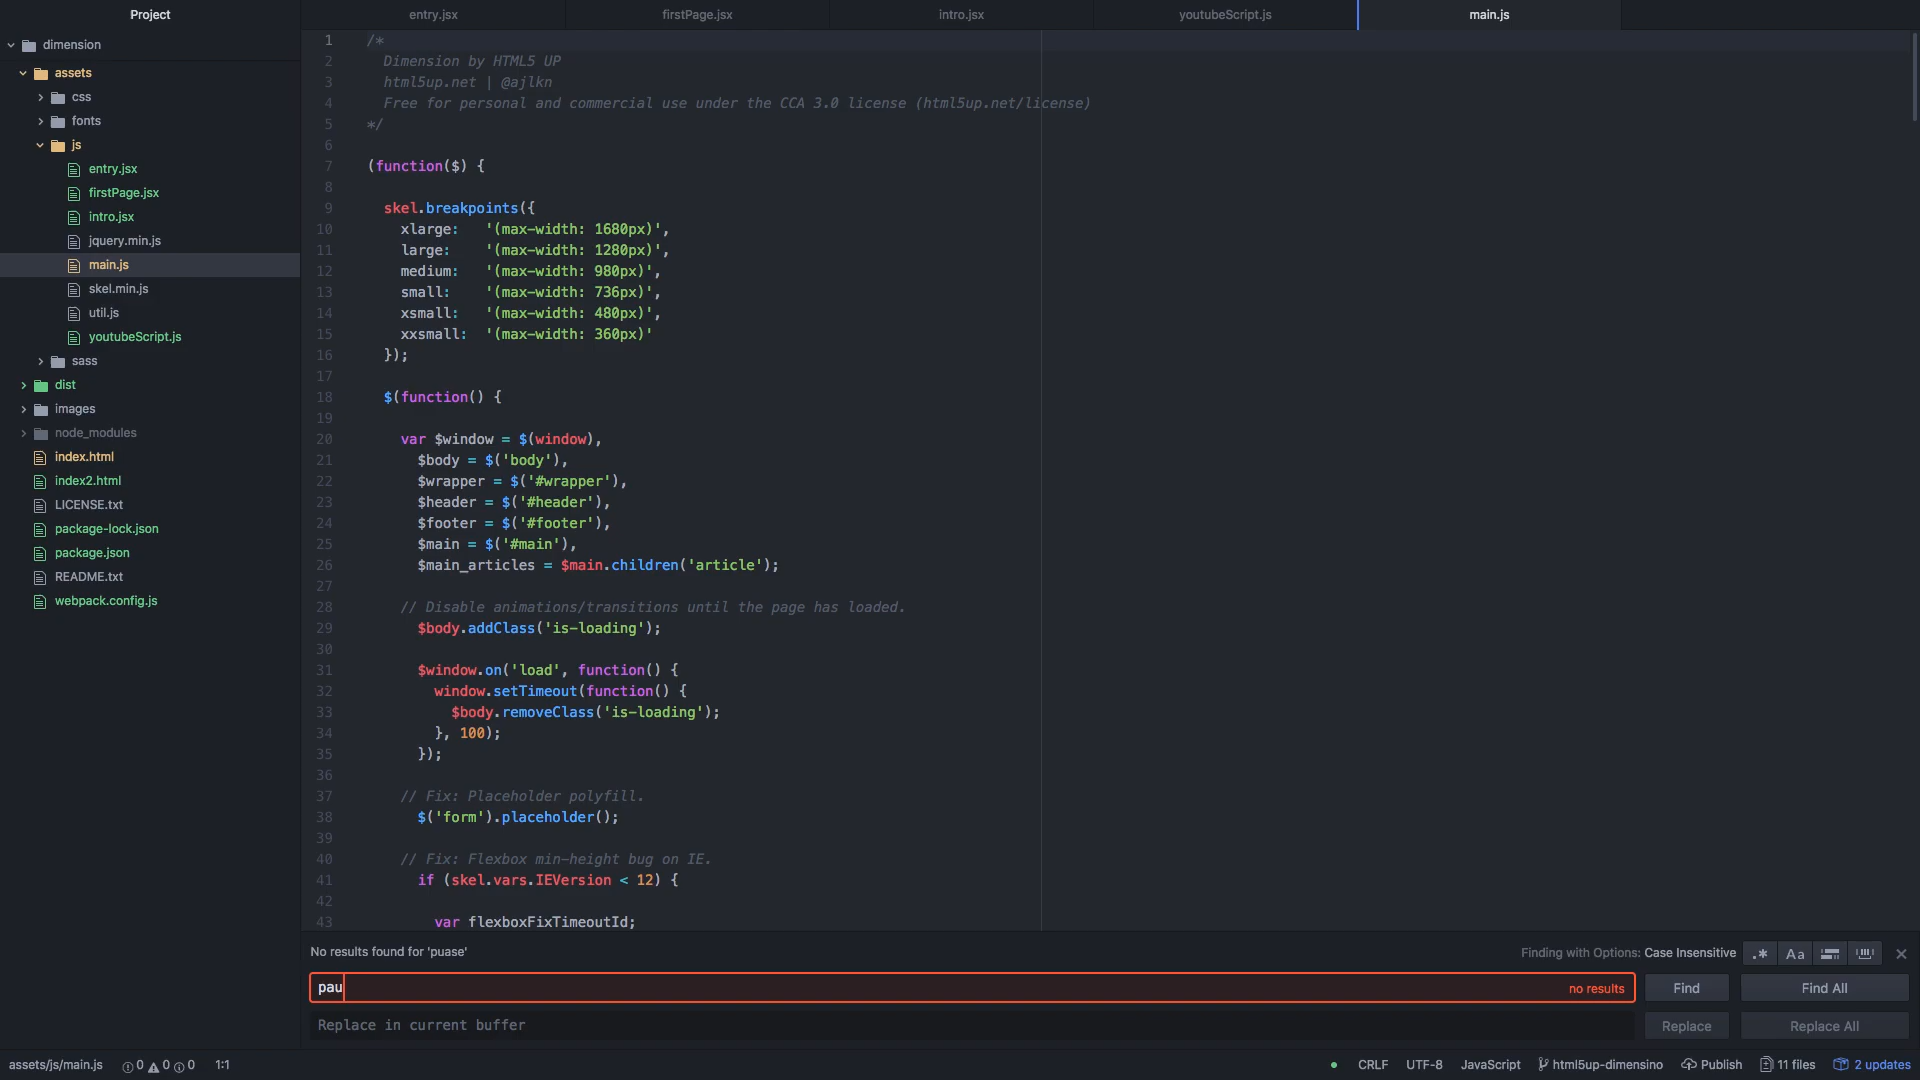 Project
entry.jsx
firstPage.jsx
intro.jsx
youtubeScript.js
main.js
dimension
assets
css
fonts
js
entry.jsx
firstPage.jsx
intro.jsx
jquery.min.js
main.js
skel.min.js
util.js
youtubeScript.js
sass
dist
images
node_modules
index.html
index2.html
LICENSE.txt
package-lock.json
package.json
README.txt
webpack.config.js
1 /*
2 Dimension by HTML5 UP
3 html5up.net | @ajlkn
4 Free for personal and commercial use under the CCA 3.0 license (html5up.net/license)
5 */
6
7 (function($) {
8
9 skel.breakpoints({
10 xlarge: '(max-width: 1680px)',
11 large: '(max-width: 1280px)',
12 medium: '(max-width: 980px)',
13 small: '(max-width: 736px)',
14 xsmall: '(max-width: 480px)',
15 xxsmall: '(max-width: 360px)'
16 });
17
18 $(function() {
19
20 var $window = $(window),
21 $body = $('body'),
22 $wrapper = $('#wrapper'),
23 $header = $('#header'),
24 $footer = $('#footer'),
25 $main = $('#main'),
26 $main_articles = $main.children('article');
27
28 // Disable animations/transitions until the page has loaded.
29 $body.addClass('is-loading');
30
31 $window.on('load', function() {
32 window.setTimeout(function() {
33 $body.removeClass('is-loading');
34 }, 100);
35 });
36
37 // Fix: Placeholder polyfill.
38 $('form').placeholder();
39
40 // Fix: Flexbox min-height bug on IE.
41 if (skel.vars.IEVersion < 12) {
42
43 var flexboxFixTimeoutId;
No results found for 'puase'
Finding with Options: Case Insensitive
.* Aa
pau
no results
Find
Find All
Replace in current buffer
Replace
Replace All
assets/js/main.js 0 0 0 1:1
CRLF UTF-8 JavaScript html5up-dimensino Publish 11 files 2 updates